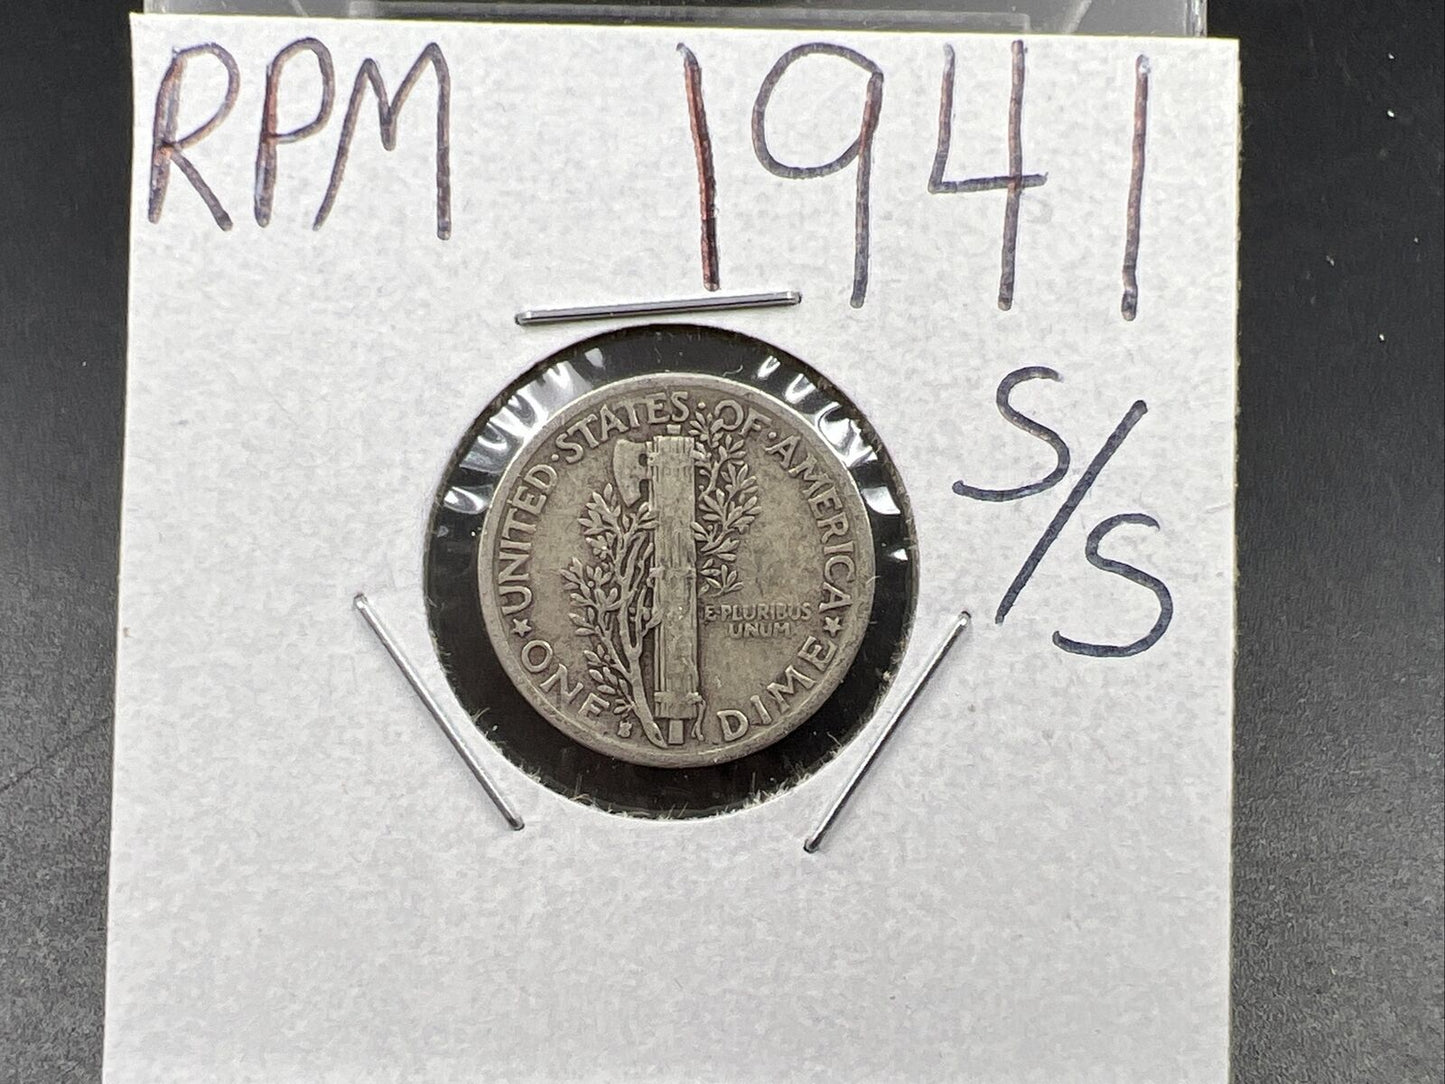 RPM 1941
S/S
UNITED·STATES·OF·AMERICA
E·PLURIBUS
UNUM
ONE DIME